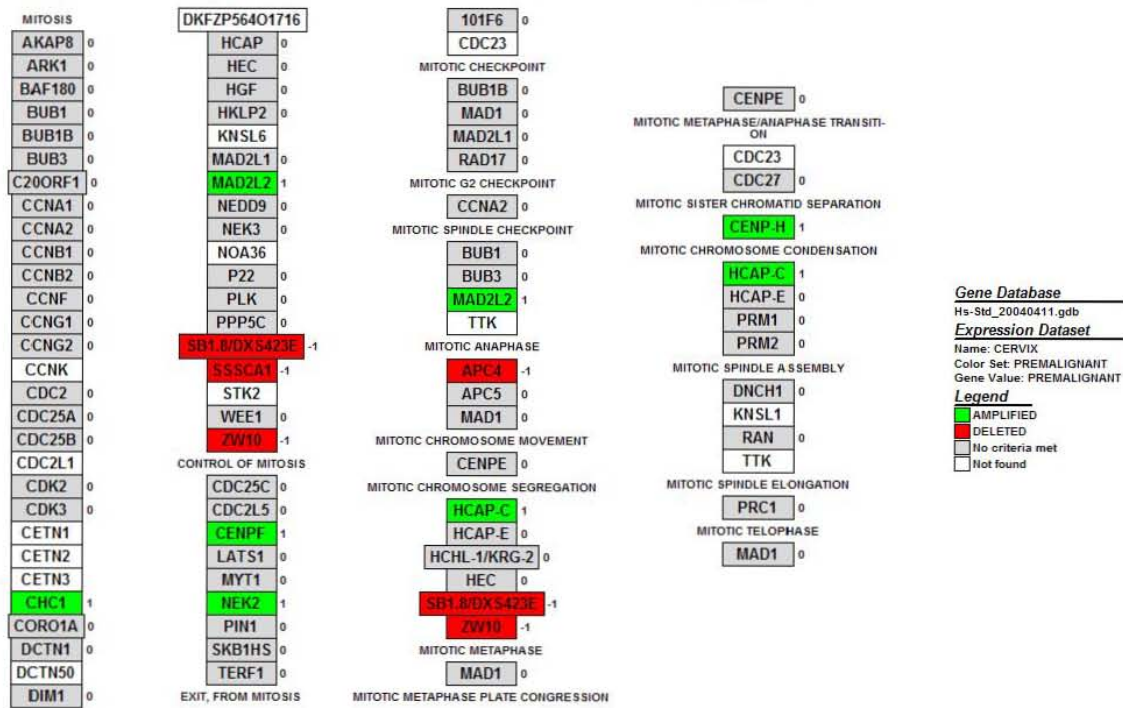 MITOSIS
AKAP8 0
ARK1 0
BAF180 0
BUB1 0
BUB1B 0
BUB3 0
C20ORF1 0
CCNA1 0
CCNA2 0
CCNB1 0
CCNB2 0
CCNF 0
CCNG1 0
CCNG2 0
CCNK
CDC2 0
CDC25A 0
CDC25B 0
CDC2L1
CDK2 0
CDK3 0
CETN1
CETN2
CETN3
CHC1 1
CORO1A 0
DCTN1 0
DCTN50
DIM1 0
DKFZP564O1716
HCAP 0
HEC 0
HGF 0
HKLP2 0
KNSL6
MAD2L1 0
MAD2L2 1
NEDD9 0
NEK3 0
NOA36
P22 0
PLK 0
PPP5C 0
SB1.8/DXS423E -1
SSSCA1 -1
STK2
WEE1 0
ZW10 -1
CONTROL OF MITOSIS
CDC25C 0
CDC2L5 0
CENPF 1
LATS1 0
MYT1 0
NEK2 1
PIN1 0
SKB1HS 0
TERF1 0
EXIT, FROM MITOSIS
101F6 0
CDC23
MITOTIC CHECKPOINT
BUB1B 0
MAD1 0
MAD2L1 0
RAD17 0
MITOTIC G2 CHECKPOINT
CCNA2 0
MITOTIC SPINDLE CHECKPOINT
BUB1 0
BUB3 0
MAD2L2 1
TTK
MITOTIC ANAPHASE
APC4 -1
APC5 0
MAD1 0
MITOTIC CHROMOSOME MOVEMENT
CENPE 0
MITOTIC CHROMOSOME SEGREGATION
HCAP-C 1
HCAP-E 0
HCHL-1/KRG-2 0
HEC 0
SB1.8/DXS423E -1
ZW10 -1
MITOTIC METAPHASE
MAD1 0
MITOTIC METAPHASE PLATE CONGRESSION
CENPE 0
MITOTIC METAPHASE/ANAPHASE TRANSITI-
ON
CDC23
CDC27 0
MITOTIC SISTER CHROMATID SEPARATION
CENP-H 1
MITOTIC CHROMOSOME CONDENSATION
HCAP-C 1
HCAP-E 0
PRM1 0
PRM2 0
MITOTIC SPINDLE ASSEMBLY
DNCH1 0
KNSL1
RAN 0
TTK
MITOTIC SPINDLE ELONGATION
PRC1 0
MITOTIC TELOPHASE
MAD1 0
Gene Database
Hs-Std_20040411.gdb
Expression Dataset
Name: CERVIX
Color Set: PREMALIGNANT
Gene Value: PREMALIGNANT
Legend
AMPLIFIED
DELETED
No criteria met
Not found